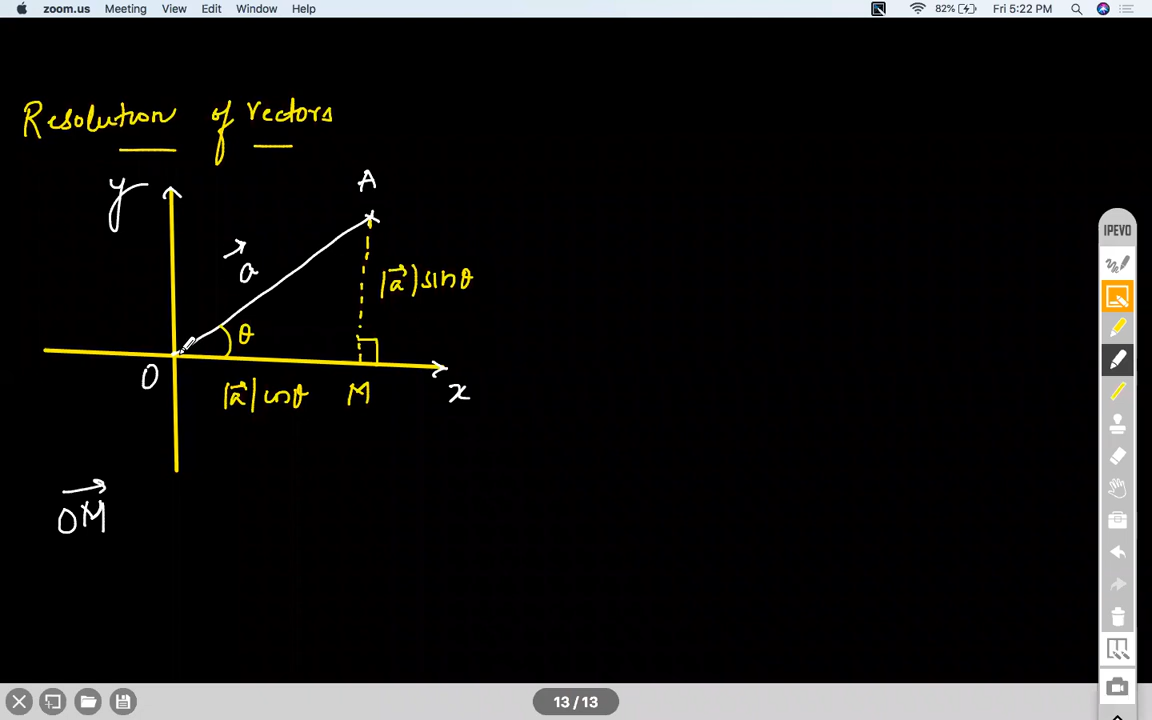 zoom.us Meeting View Edit Window Help 82% Fri 5:22 PM
Resolution of vectors
y
A
→a
|→a| sinθ
θ
O
|→a| cosθ M
x
→OM
IPEVO
13 / 13